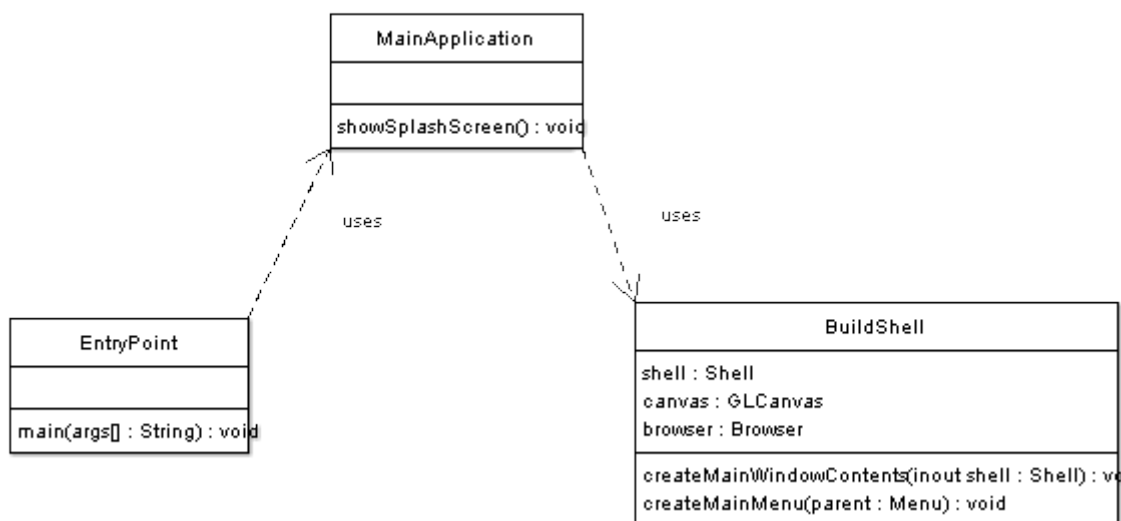 MainApplication
showSplashScreen() : void
uses
uses
EntryPoint
main(args[] : String) : void
BuildShell
shell : Shell
canvas : GLCanvas
browser : Browser
createMainWindowContents(inout shell : Shell) : vo
createMainMenu(parent : Menu) : void